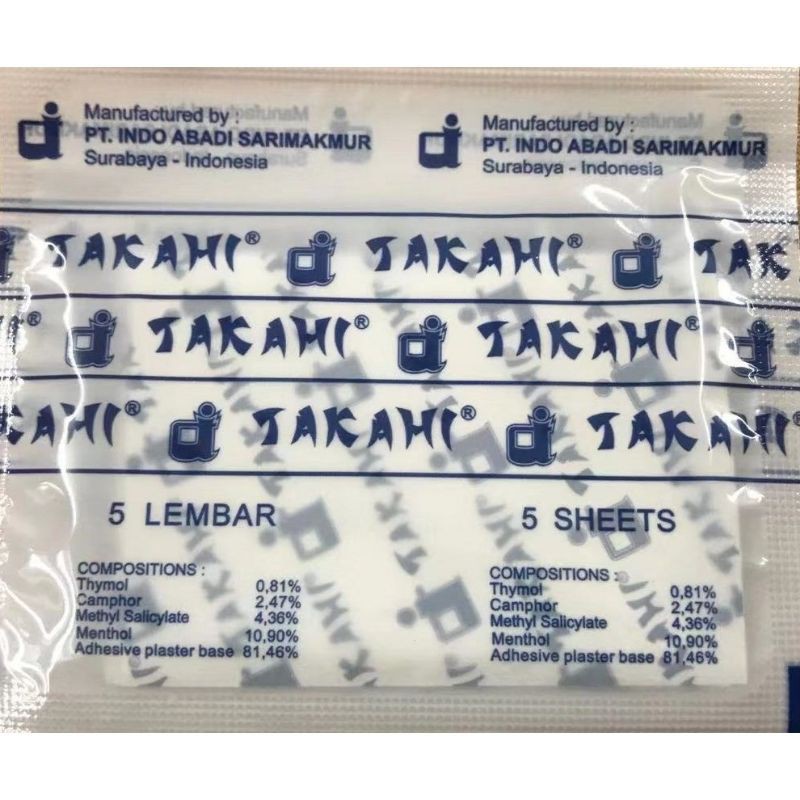 Manufactured by :
PT. INDO ABADI SARIMAKMUR
Surabaya - Indonesia
Manufactured by :
PT. INDO ABADI SARIMAKMUR
Surabaya - Indonesia
TAKAHI® TAKAHI® TAK
® TAKAHI® TAKAHI®
KAHI® TAKAHI® TAKAHI
5 LEMBAR
COMPOSITIONS :
Thymol 0,81%
Camphor 2,47%
Methyl Salicylate 4,36%
Menthol 10,90%
Adhesive plaster base 81,46%
5 SHEETS
COMPOSITIONS :
Thymol 0,81%
Camphor 2,47%
Methyl Salicylate 4,36%
Menthol 10,90%
Adhesive plaster base 81,46%